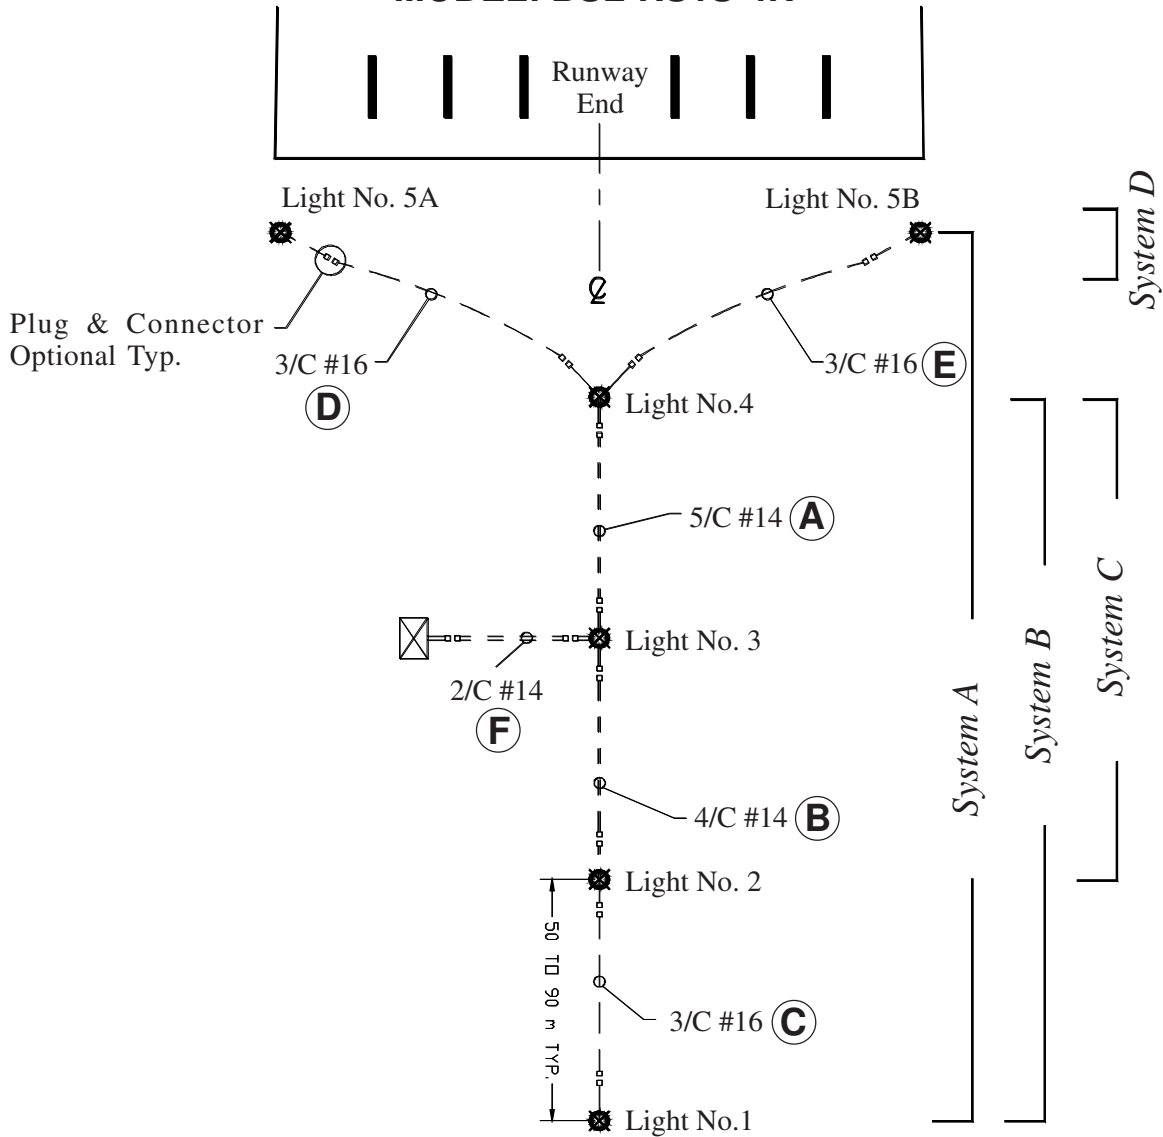 Runway
End
Light No. 5A
Light No. 5B
System D
Plug & Connector
Optional Typ.
3/C #16
D
3/C #16 E
Light No.4
5/C #14 A
Light No. 3
2/C #14
F
System C
System B
System A
4/C #14 B
Light No. 2
50 TO 90 m TYP.
3/C #16 C
Light No.1